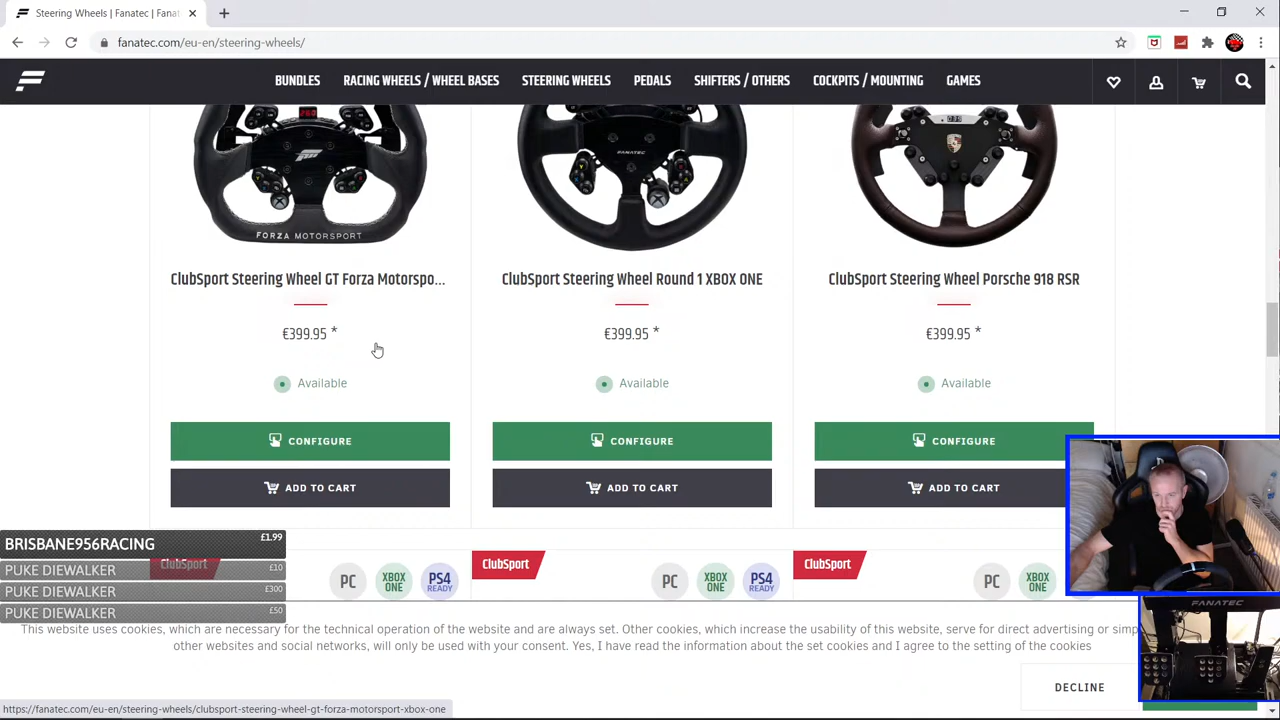 Steering Wheels | Fanatec | Fanat
fanatec.com/eu-en/steering-wheels/
BUNDLES RACING WHEELS / WHEEL BASES STEERING WHEELS PEDALS SHIFTERS / OTHERS COCKPITS / MOUNTING GAMES
FORZA MOTORSPORT
FANATEC
ClubSport Steering Wheel GT Forza Motorspo... ClubSport Steering Wheel Round 1 XBOX ONE ClubSport Steering Wheel Porsche 918 RSR
€399.95 * €399.95 * €399.95 *
Available Available Available
CONFIGURE CONFIGURE CONFIGURE
ADD TO CART ADD TO CART ADD TO CART
BRISBANE956RACING £1.99
PUKE DIEWALKER £10
PUKE DIEWALKER £300
PUKE DIEWALKER £50
ClubSport PC XBOX ONE PS4 READY ClubSport PC XBOX ONE PS4 READY ClubSport PC XBOX ONE
FANATEC
This website uses cookies, which are necessary for the technical operation of the website and are always set. Other cookies, which increase the usability of this website, serve for direct advertising or simp
other websites and social networks, will only be used with your consent. Yes, I have read the information about the set cookies and I agree to the setting of the cookies
DECLINE
https://fanatec.com/eu-en/steering-wheels/clubsport-steering-wheel-gt-forza-motorsport-xbox-on